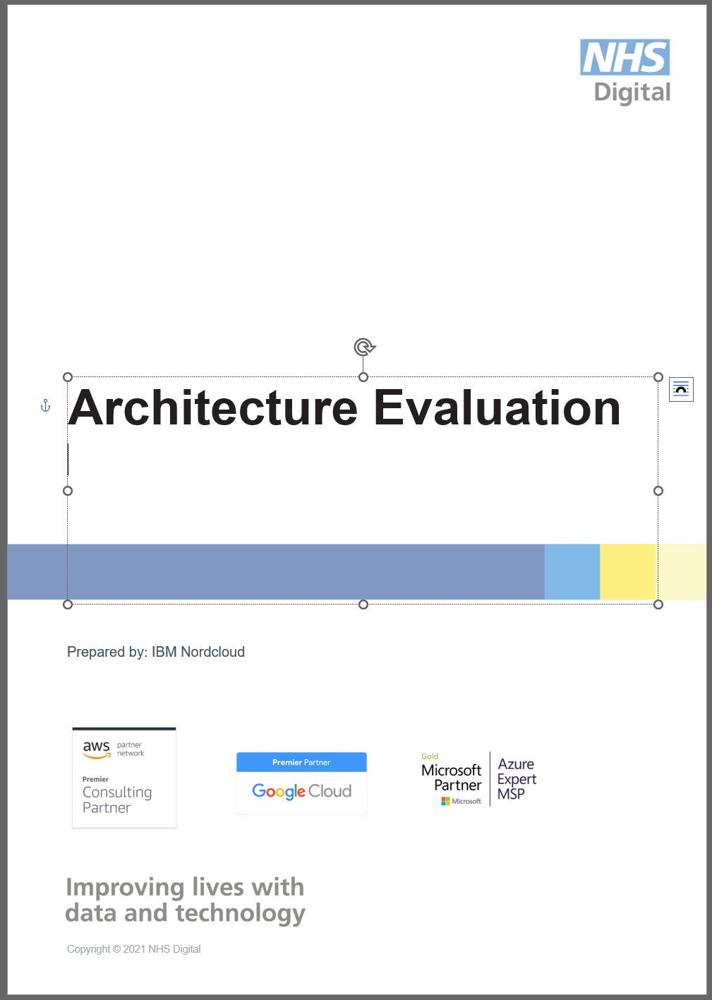 NHS
Digital
Architecture Evaluation
Prepared by: IBM Nordcloud
aws partner
network
Premier
Consulting
Partner
Premier Partner
Google Cloud
Gold
Microsoft
Partner
Microsoft
Azure
Expert
MSP
Improving lives with
data and technology
Copyright © 2021 NHS Digital